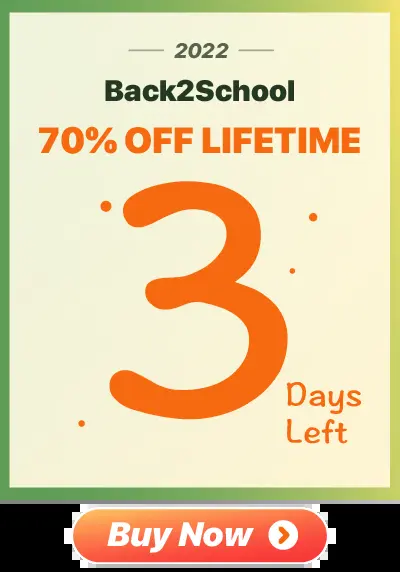 2022
Back2School
70% OFF LIFETIME
3
Days
Left
Buy Now